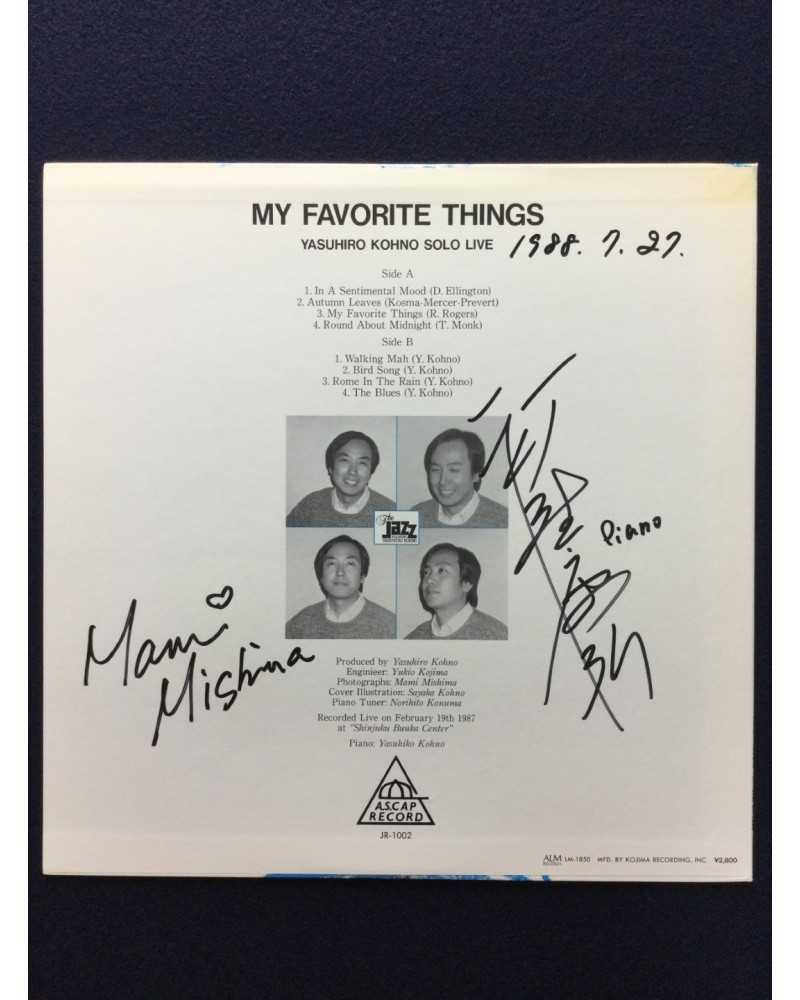 MY FAVORITE THINGS
YASUHIRO KOHNO SOLO LIVE 1988. 7. 27.
Side A
1. In A Sentimental Mood (D. Ellington)
2. Autumn Leaves (Kosma-Mercer-Prevert)
3. My Favorite Things (R. Rogers)
4. Round About Midnight (T. Monk)
Side B
1. Walking Mah (Y. Kohno)
2. Bird Song (Y. Kohno)
3. Rome In The Rain (Y. Kohno)
4. The Blues (Y. Kohno)
The Jazz
Piano
Mami
Mishima
Produced by Yasuhiro Kohno
Enginieer: Yukio Kojima
Photographs: Mami Mishima
Cover Illustration: Sayaka Kohno
Piano Tuner: Norihito Konuma
Recorded Live on February 19th 1987
at "Shinjuku Bunka Center"
Piano: Yasuhiko Kohno
A.S.CAP
RECORD
JR-1002
ALM RECORDS LM-1850 MFD. BY KOJIMA RECORDING, INC. ¥2,800